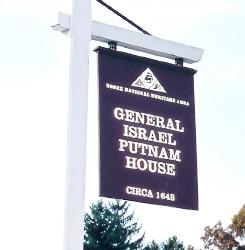 ESSEX NATIONAL HERITAGE AREA
GENERAL
ISRAEL
PUTNAM
HOUSE
CIRCA 1648